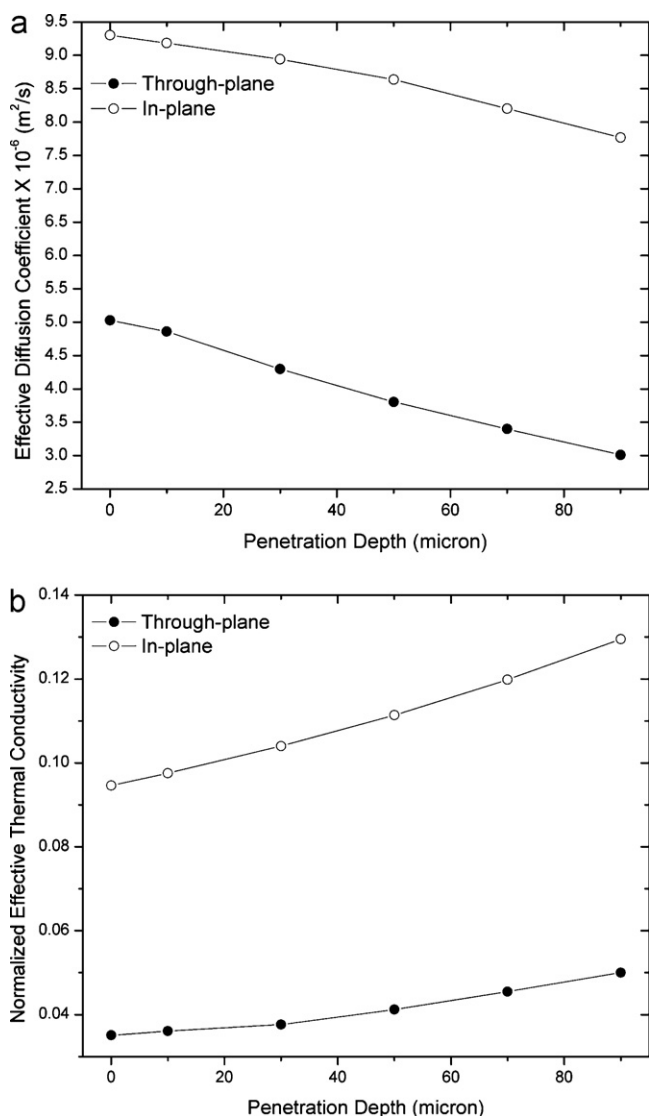 a
Effective Diffusion Coefficient X 10⁻⁶ (m²/s)
9.5
9.0
8.5
8.0
7.5
7.0
6.5
6.0
5.5
5.0
4.5
4.0
3.5
3.0
2.5
Through-plane
In-plane
0 20 40 60 80
Penetration Depth (micron)
b
Normalized Effective Thermal Conductivity
0.14
0.12
0.10
0.08
0.06
0.04
Through-plane
In-plane
0 20 40 60 80
Penetration Depth (micron)